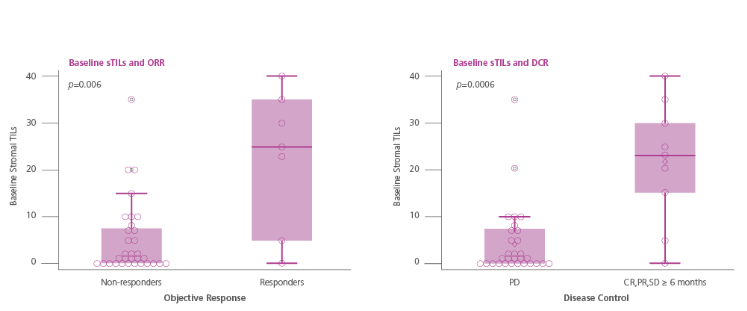 Baseline sTILs and ORR
p=0.006
Baseline Stromal TILs
40
30
20
10
0
Non-responders
Responders
Objective Response
Baseline sTILs and DCR
p=0.0006
Baseline Stromal TILs
40
30
20
10
0
PD
CR,PR,SD ≥ 6 months
Disease Control